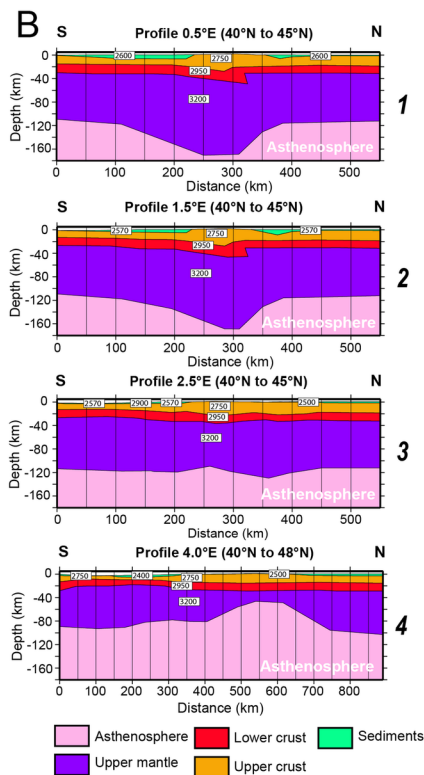 B
Profile 0.5°E (40°N to 45°N)
S N
0 2600 2750 2600
2950
-40
3200
-80
-120
-160
Asthenosphere
0 100 200 300 400 500
Distance (km)
Depth (km)
1
Profile 1.5°E (40°N to 45°N)
S N
0 2570 2750 2570
2950
-40
3200
-80
-120
-160
Asthenosphere
0 100 200 300 400 500
Distance (km)
Depth (km)
2
Profile 2.5°E (40°N to 45°N)
S N
0 2570 2900 2570 2750 2500
2950
-40
3200
-80
-120
-160
Asthenosphere
0 100 200 300 400 500
Distance (km)
Depth (km)
3
Profile 4.0°E (40°N to 48°N)
S N
0 2750 2400 2750 2500
2950
-40
3200
-80
-120
-160
Asthenosphere
0 100 200 300 400 500 600 700 800
Distance (km)
Depth (km)
4
Asthenosphere Lower crust Sediments
Upper mantle Upper crust